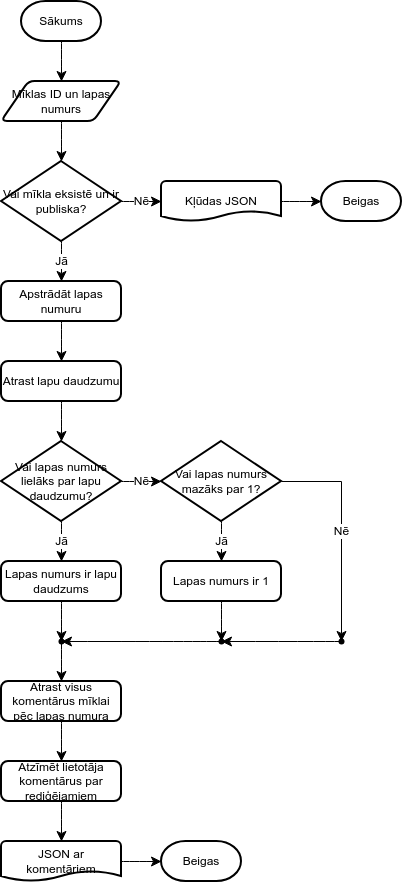 Sākums
Mīklas ID un lapas
numurs
Vai mīkla eksistē un ir
publiska?
Nē
Kļūdas JSON
Beigas
Jā
Apstrādāt lapas
numuru
Atrast lapu daudzumu
Vai lapas numurs
lielāks par lapu
daudzumu?
Nē
Vai lapas numurs
mazāks par 1?
Nē
Jā
Jā
Lapas numurs ir lapu
daudzums
Lapas numurs ir 1
Atrast visus
komentārus mīklai
pēc lapas numura
Atzīmēt lietotāja
komentārus par
rediģējamiem
JSON ar
komentāriem
Beigas